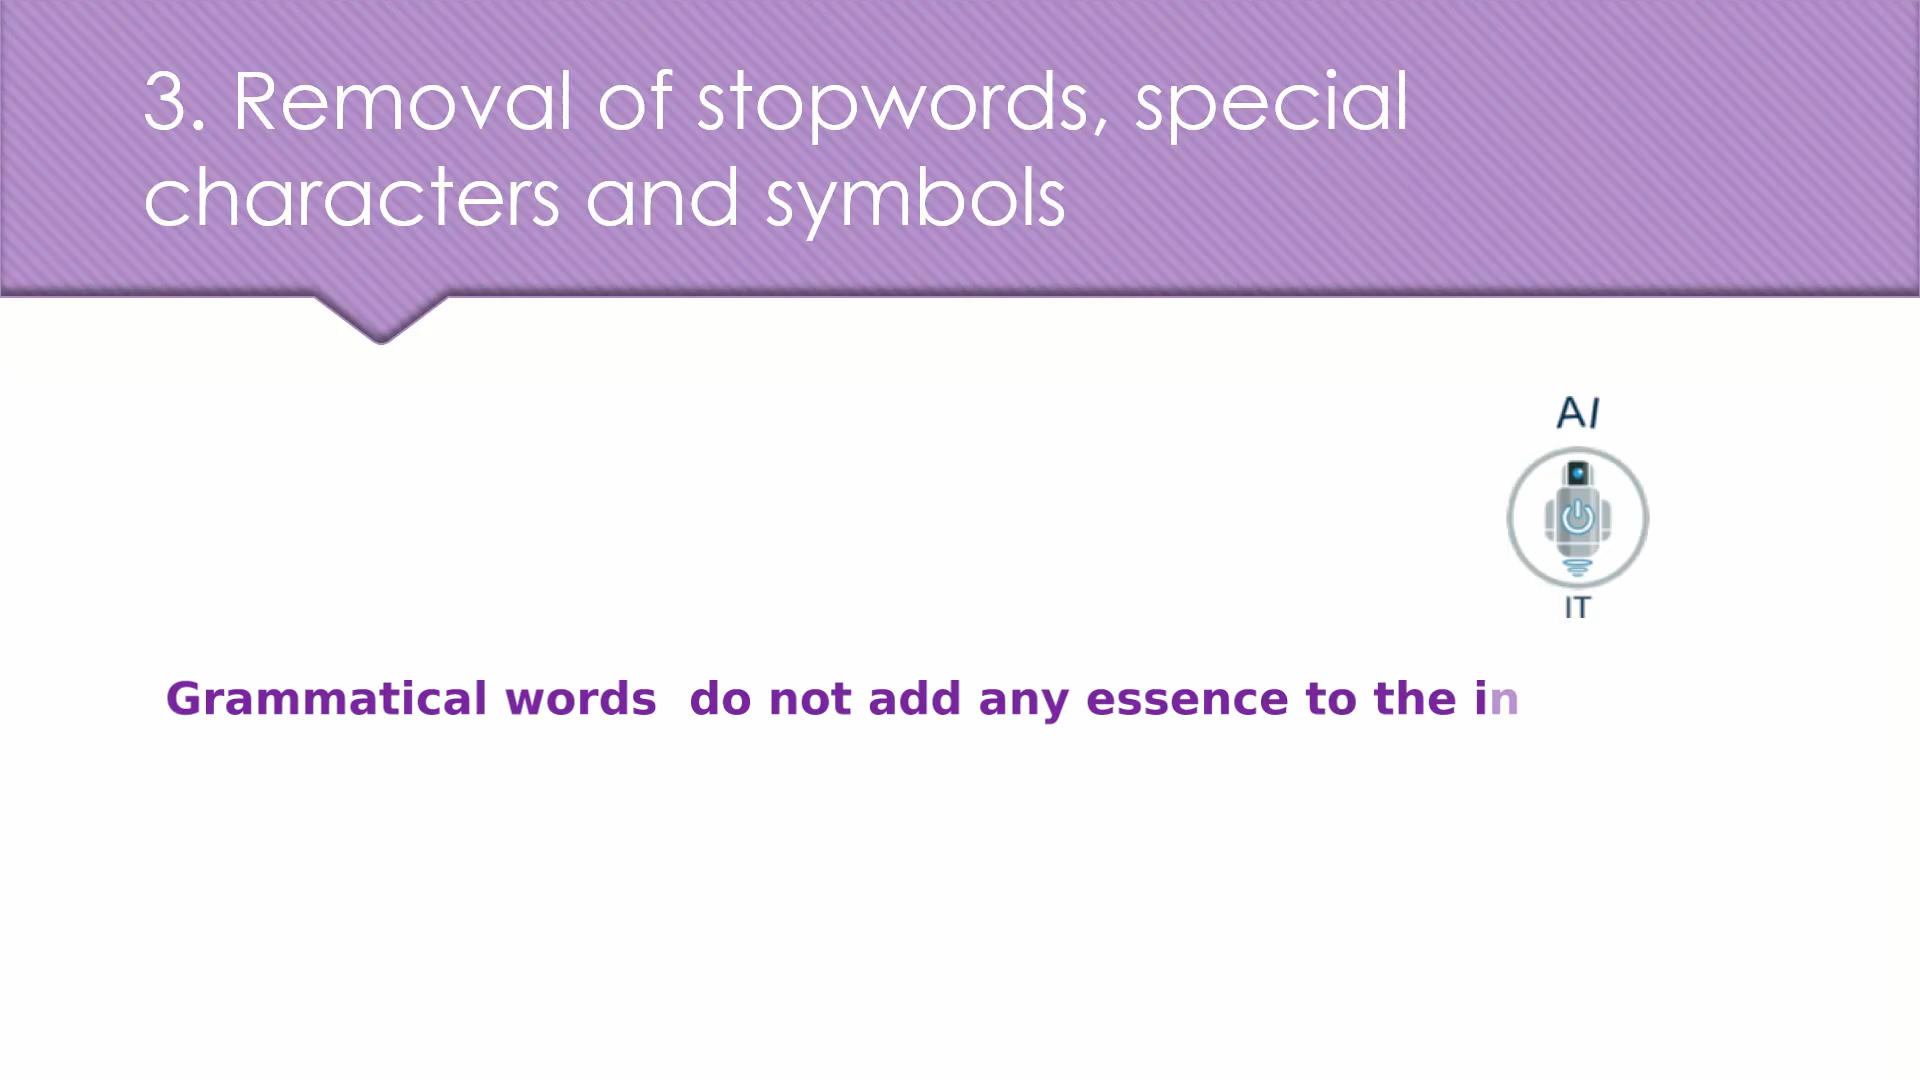 3. Removal of stopwords, special
characters and symbols
AI
IT
Grammatical words  do not add any essence to the in